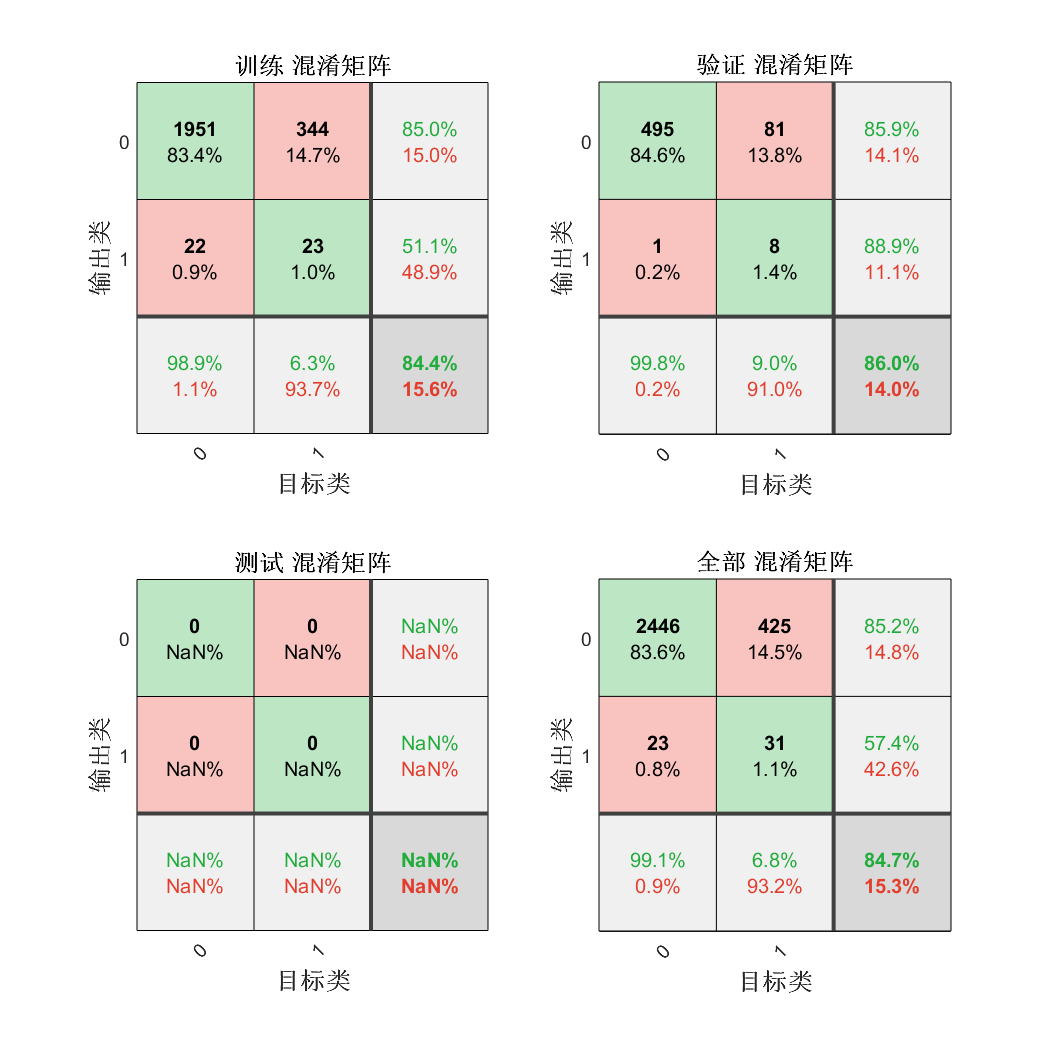 训练 混淆矩阵
0
1951
83.4%
344
14.7%
85.0%
15.0%
输出类
1
22
0.9%
23
1.0%
51.1%
48.9%
98.9%
1.1%
6.3%
93.7%
84.4%
15.6%
0
1
目标类
验证 混淆矩阵
0
495
84.6%
81
13.8%
85.9%
14.1%
输出类
1
1
0.2%
8
1.4%
88.9%
11.1%
99.8%
0.2%
9.0%
91.0%
86.0%
14.0%
0
1
目标类
测试 混淆矩阵
0
0
NaN%
0
NaN%
NaN%
NaN%
输出类
1
0
NaN%
0
NaN%
NaN%
NaN%
NaN%
NaN%
NaN%
NaN%
NaN%
NaN%
0
1
目标类
全部 混淆矩阵
0
2446
83.6%
425
14.5%
85.2%
14.8%
输出类
1
23
0.8%
31
1.1%
57.4%
42.6%
99.1%
0.9%
6.8%
93.2%
84.7%
15.3%
0
1
目标类